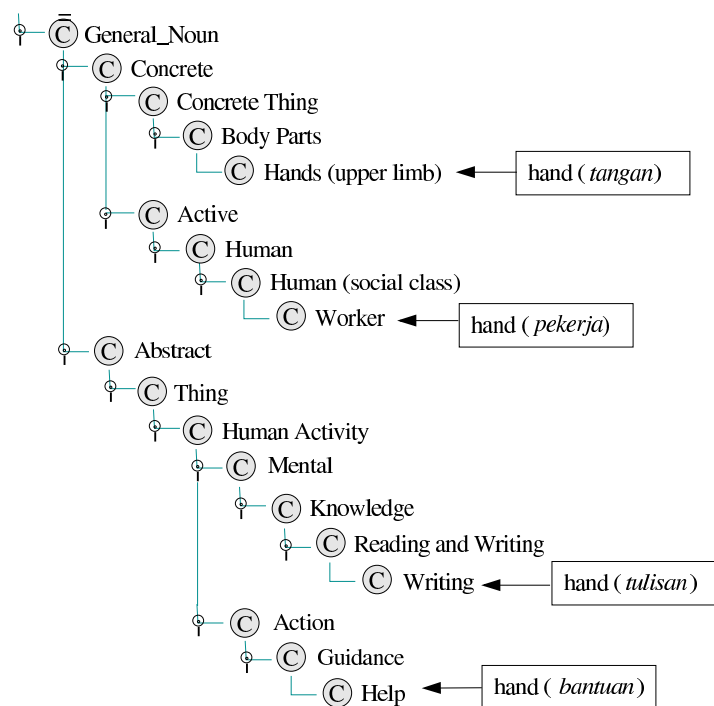 C General_Noun
C Concrete
C Concrete Thing
C Body Parts
C Hands (upper limb)
hand ( tangan)
C Active
C Human
C Human (social class)
C Worker
hand ( pekerja)
C Abstract
C Thing
C Human Activity
C Mental
C Knowledge
C Reading and Writing
C Writing
hand ( tulisan)
C Action
C Guidance
C Help
hand ( bantuan)